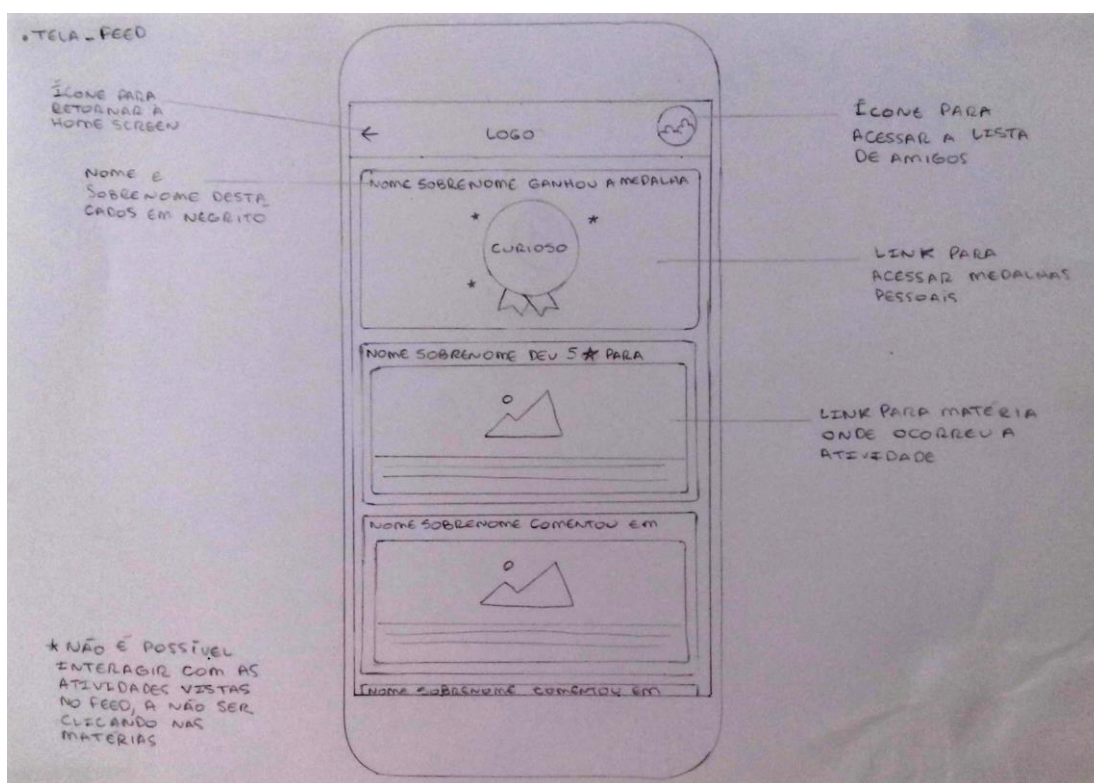 •TELA_FEED
ÍCONE PARA
RETORNAR À
HOME SCREEN
NOME E
SOBRENOME DESTA_
CADOS EM NEGRITO
← LOGO
NOME SOBRENOME GANHOU A MEDALHA
CURIOSO
NOME SOBRENOME DEU 5 ★ PARA
NOME SOBRENOME COMENTOU EM
NOME SOBRENOME COMENTOU EM
ÍCONE PARA
ACESSAR A LISTA
DE AMIGOS
LINK PARA
ACESSAR MEDALHAS
PESSOAIS
LINK PARA MATÉRIA
ONDE OCORREU A
ATIVIDADE
* NÃO É POSSÍVEL
INTERAGIR COM AS
ATIVIDADES VISTAS
NO FEED, A NÃO SER
CLICANDO NAS
MATÉRIAS